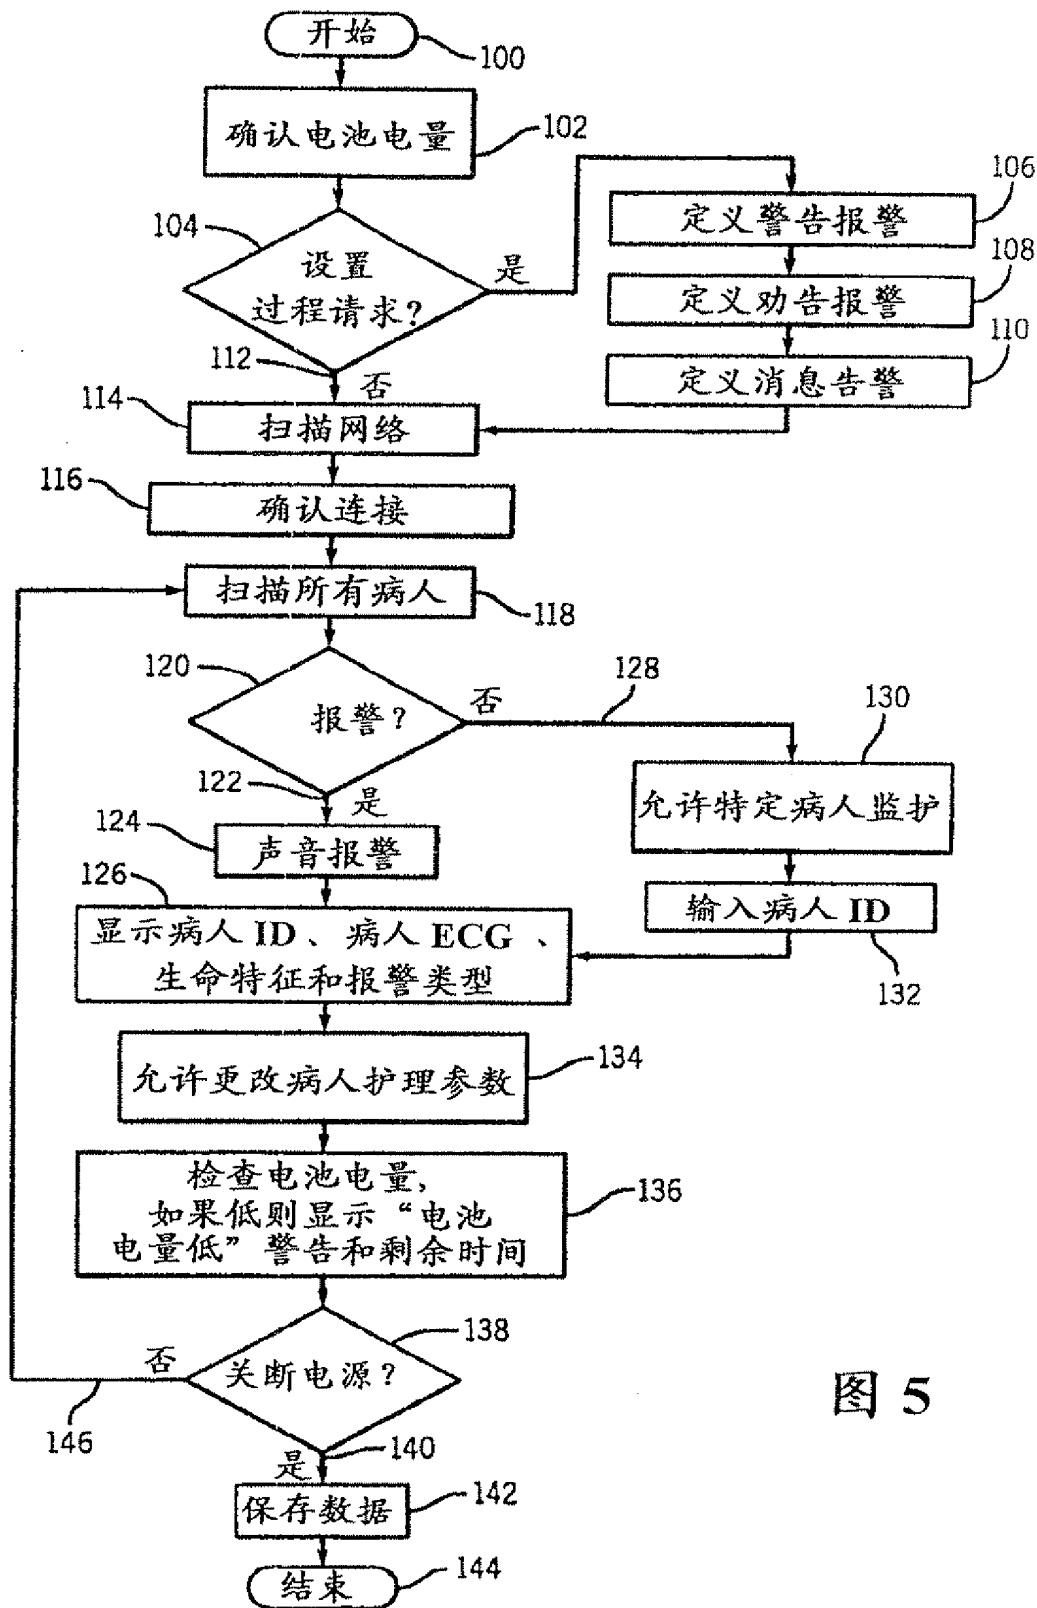 开始
100
确认电池电量
102
104
设置
过程请求?
是
106
定义警告报警
108
定义劝告报警
110
定义消息告警
112
否
114
扫描网络
116
确认连接
扫描所有病人
118
120
报警?
否
128
130
允许特定病人监护
122
是
124
声音报警
输入病人 ID
132
126
显示病人 ID、病人 ECG、
生命特征和报警类型
允许更改病人护理参数
134
检查电池电量,
如果低则显示“电池
电量低”警告和剩余时间
136
138
否
关断电源?
146
140
是
保存数据
142
结束
144
图 5